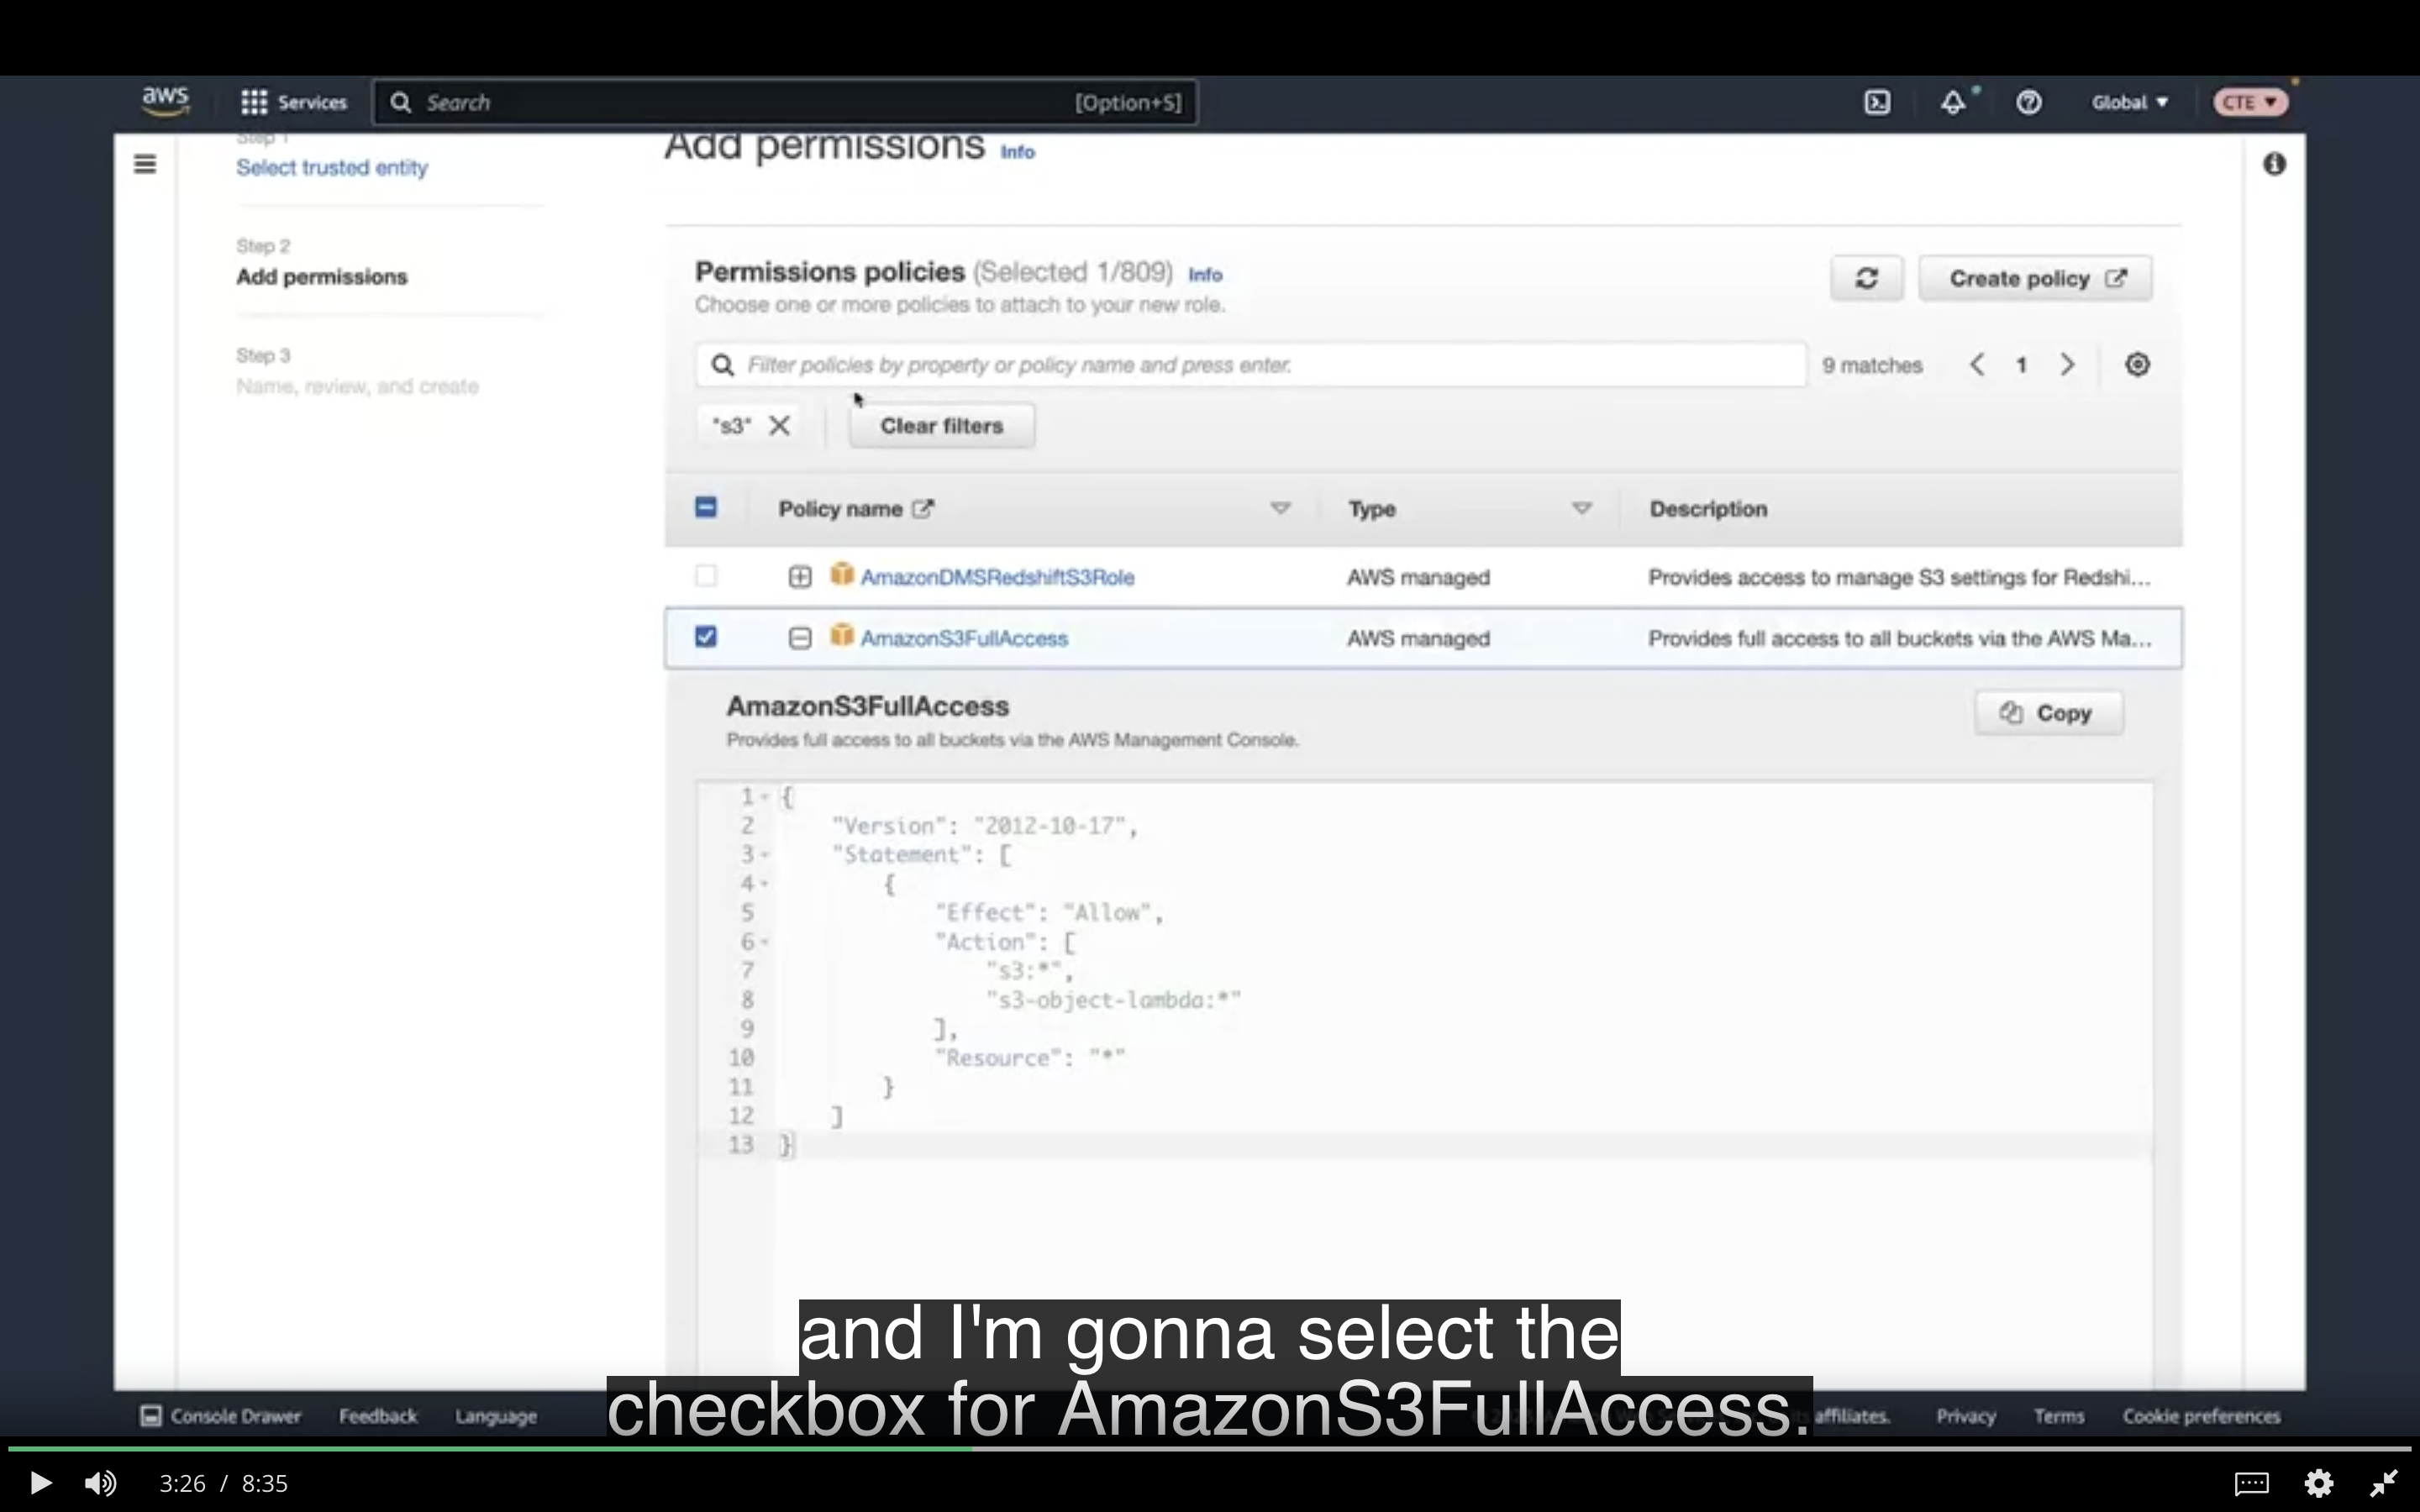 aws
Services
Search
[Option+S]
Global
CTE
Step 1
Select trusted entity
Step 2
Add permissions
Step 3
Name, review, and create
Add permissions Info
Permissions policies (Selected 1/809) Info
Choose one or more policies to attach to your new role.
Create policy
Filter policies by property or policy name and press enter.
9 matches
1
"s3"
Clear filters
Policy name
Type
Description
AmazonDMSRedshiftS3Role
AWS managed
Provides access to manage S3 settings for Redshi...
AmazonS3FullAccess
AWS managed
Provides full access to all buckets via the AWS Ma...
AmazonS3FullAccess
Copy
Provides full access to all buckets via the AWS Management Console.
1 {
2 "Version": "2012-10-17",
3 "Statement": [
4 {
5 "Effect": "Allow",
6 "Action": [
7 "s3:*",
8 "s3-object-lambda:*"
9 ],
10 "Resource": "*"
11 }
12 ]
13 }
and I'm gonna select the
checkbox for AmazonS3FullAccess.
Console Drawer
Feedback
Language
affiliates.
Privacy
Terms
Cookie preferences
3:26 / 8:35